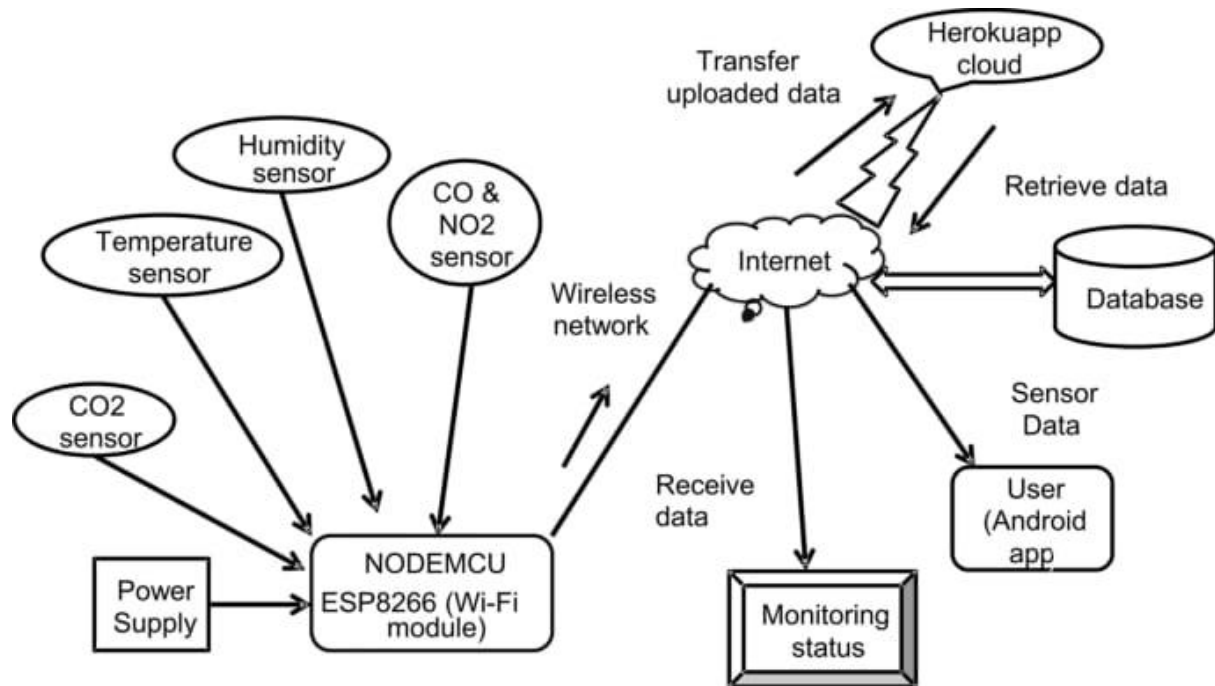 Herokuapp
cloud
Transfer
uploaded data
Humidity
sensor
CO &
NO2
sensor
Retrieve data
Temperature
sensor
Internet
Wireless
network
Database
CO2
sensor
Sensor
Data
Receive
data
User
(Android
app
NODEMCU
ESP8266 (Wi-Fi
module)
Power
Supply
Monitoring
status